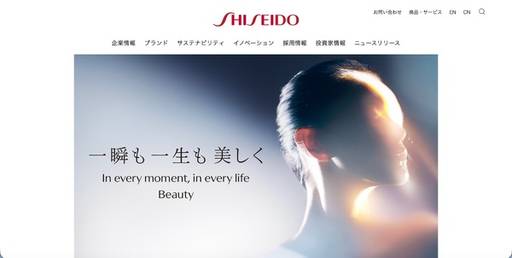 SHISEIDO
お問い合わせ 商品・サービス EN CN
企業情報 ブランド サステナビリティ イノベーション 採用情報 投資家情報 ニュースリリース
一瞬も 一生も 美しく
In every moment, in every life
Beauty